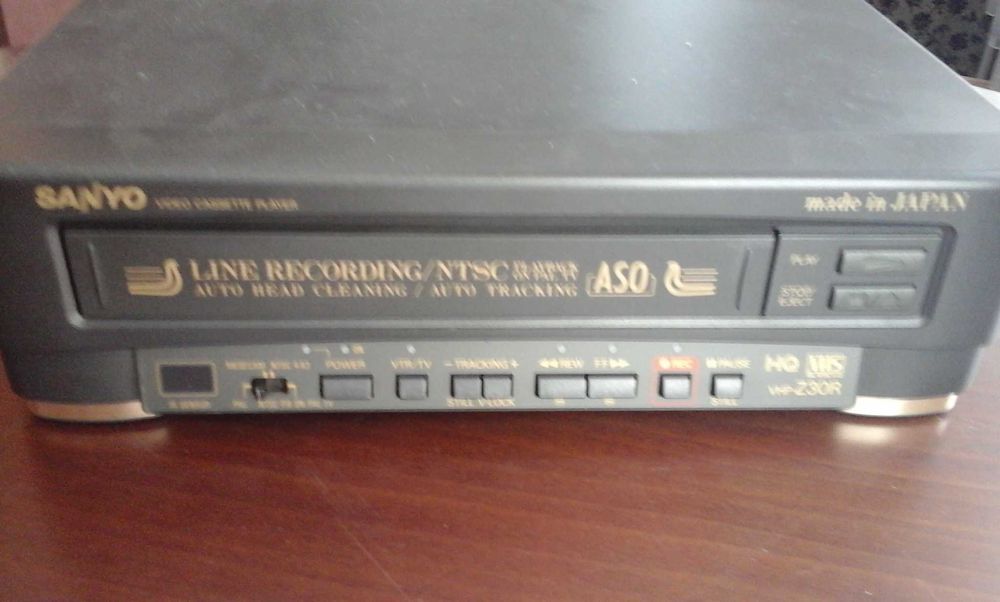 SANYO VIDEO CASSETTE PLAYER
made in JAPAN
LINE RECORDING/NTSC PLAYBACK
AUTO HEAD CLEANING / AUTO TRACKING
ASO
PLAY
STOP/
EJECT
POWER
VTR/TV
- TRACKING +
STILL V-LOCK
REW
FF
REC
PAUSE
STILL
HQ VHS
VHP-Z30R